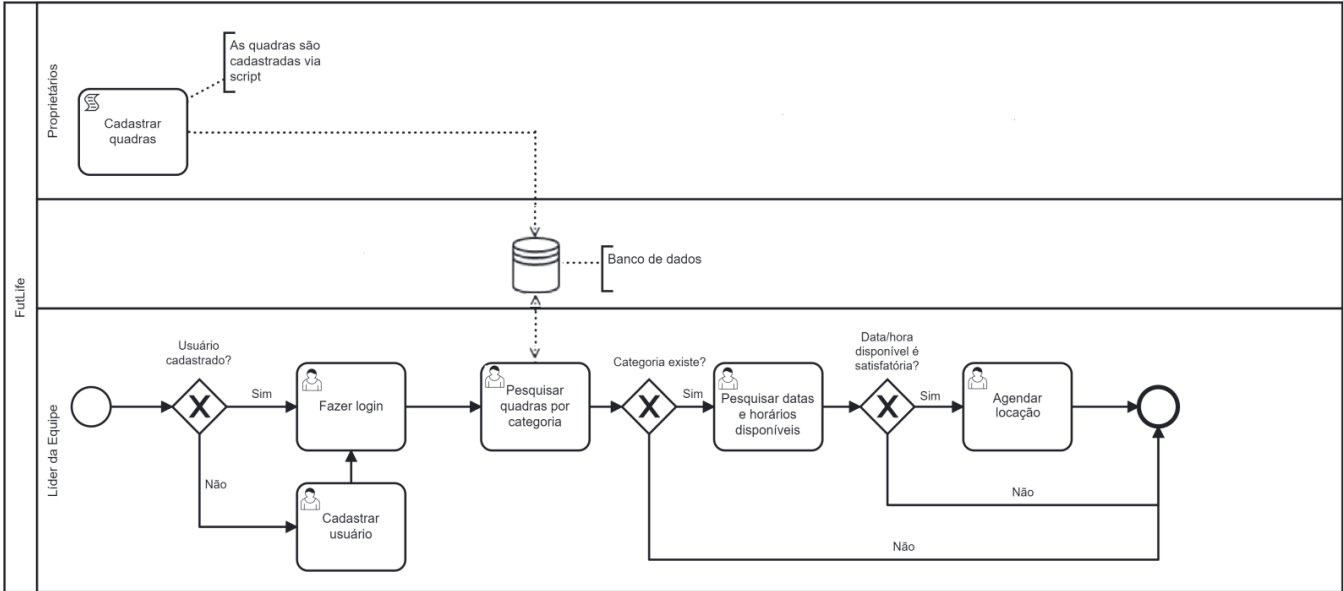 FutLife
Proprietários
As quadras são
cadastradas via
script
Cadastrar
quadras
Banco de dados
Líder da Equipe
Usuário
cadastrado?
Sim
Não
Fazer login
Cadastrar
usuário
Pesquisar
quadras por
categoria
Categoria existe?
Sim
Não
Pesquisar datas
e horários
disponíveis
Data/hora
disponível é
satisfatória?
Sim
Não
Agendar
locação